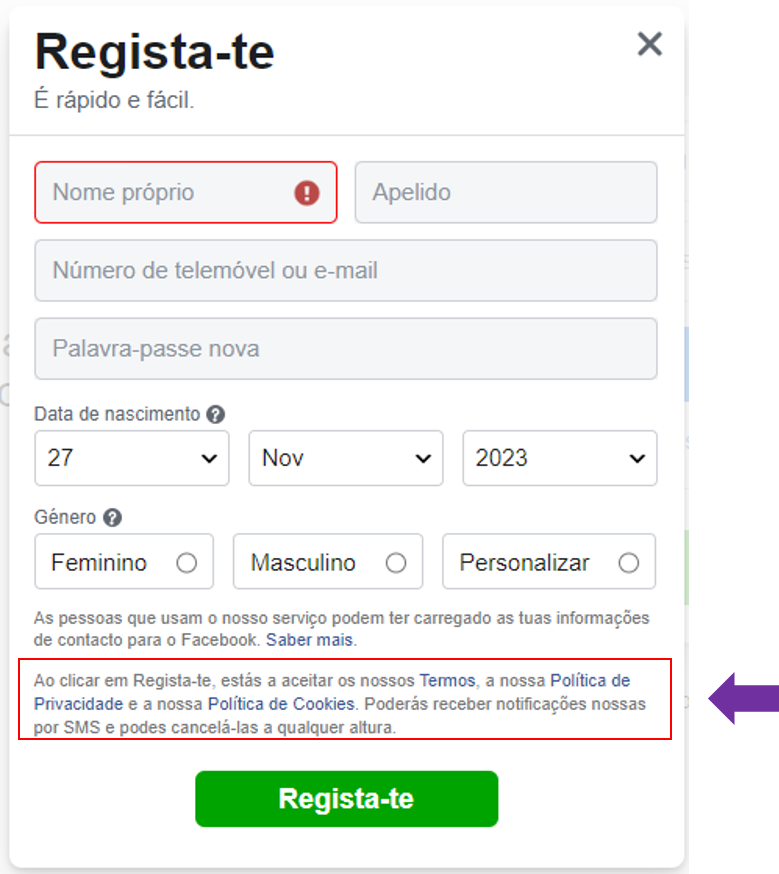 Regista-te
É rápido e fácil.
Nome próprio
Apelido
Número de telemóvel ou e-mail
Palavra-passe nova
Data de nascimento
27
Nov
2023
Género
Feminino
Masculino
Personalizar
As pessoas que usam o nosso serviço podem ter carregado as tuas informações
de contacto para o Facebook. Saber mais.
Ao clicar em Regista-te, estás a aceitar os nossos Termos, a nossa Política de
Privacidade e a nossa Política de Cookies. Poderás receber notificações nossas
por SMS e podes cancelá-las a qualquer altura.
Regista-te